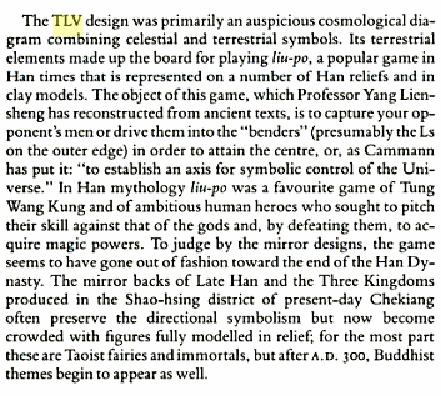 The TLV design was primarily an auspicious cosmological dia-
gram combining celestial and terrestrial symbols. Its terrestrial
elements made up the board for playing liu-po, a popular game in
Han times that is represented on a number of Han reliefs and in
clay models. The object of this game, which Professor Yang Lien-
sheng has reconstructed from ancient texts, is to capture your op-
ponent's men or drive them into the "benders" (presumably the Ls
on the outer edge) in order to attain the centre, or, as Cammann
has put it: "to establish an axis for symbolic control of the Uni-
verse." In Han mythology liu-po was a favourite game of Tung
Wang Kung and of ambitious human heroes who sought to pitch
their skill against that of the gods and, by defeating them, to ac-
quire magic powers. To judge by the mirror designs, the game
seems to have gone out of fashion toward the end of the Han Dy-
nasty. The mirror backs of Late Han and the Three Kingdoms
produced in the Shao-hsing district of present-day Chekiang
often preserve the directional symbolism but now become
crowded with figures fully modelled in relief; for the most part
these are Taoist fairies and immortals, but after A.D. 300, Buddhist
themes begin to appear as well.